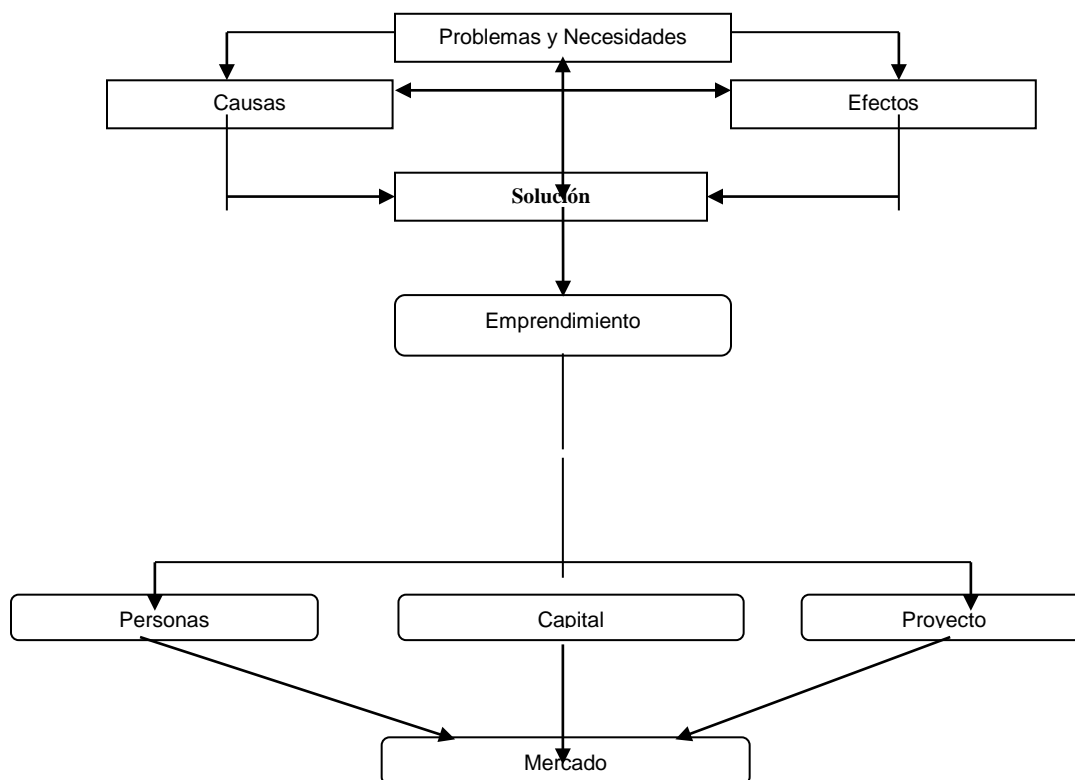 Problemas y Necesidades
Causas
Efectos
Solución
Emprendimiento
Personas
Capital
Proyecto
Mercado